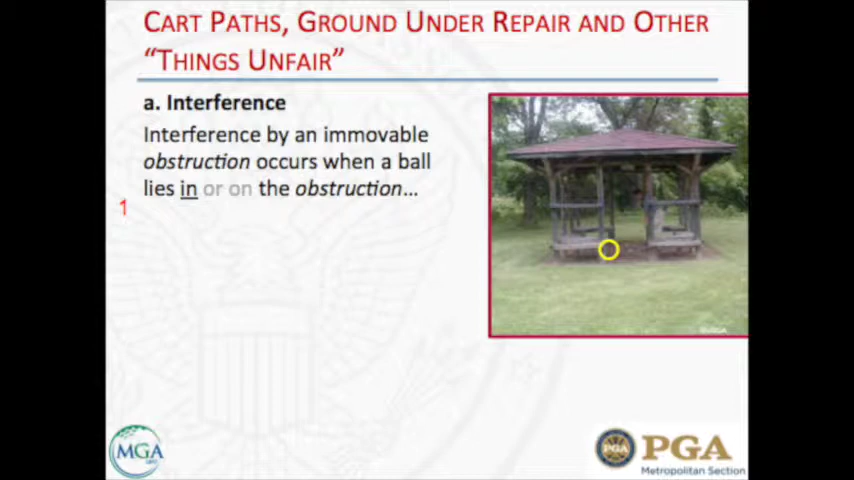 CART PATHS, GROUND UNDER REPAIR AND OTHER
“THINGS UNFAIR”
a. Interference
Interference by an immovable
obstruction occurs when a ball
lies in or on the obstruction...
1
MGA
PGA
Metropolitan Section